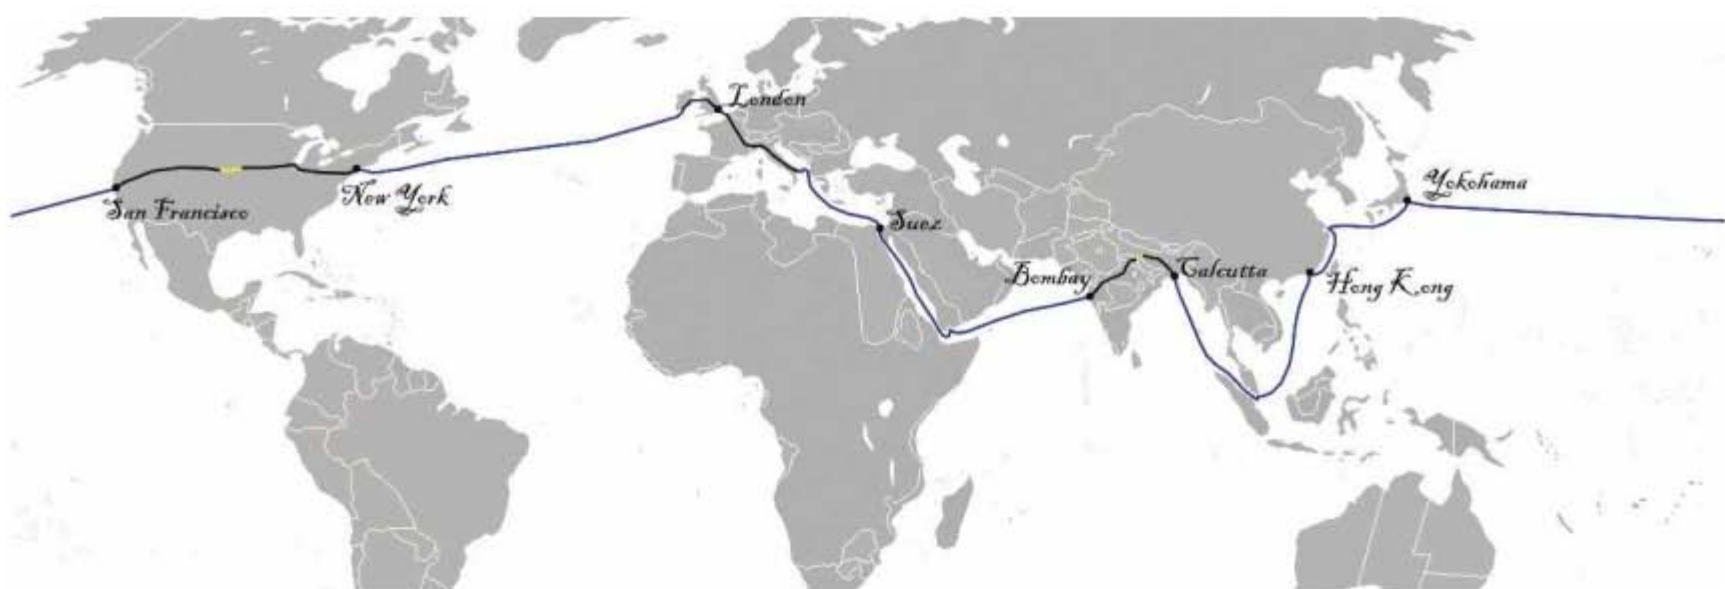 London
San Francisco
New York
Suez
Bombay
Calcutta
Hong Kong
Yokohama